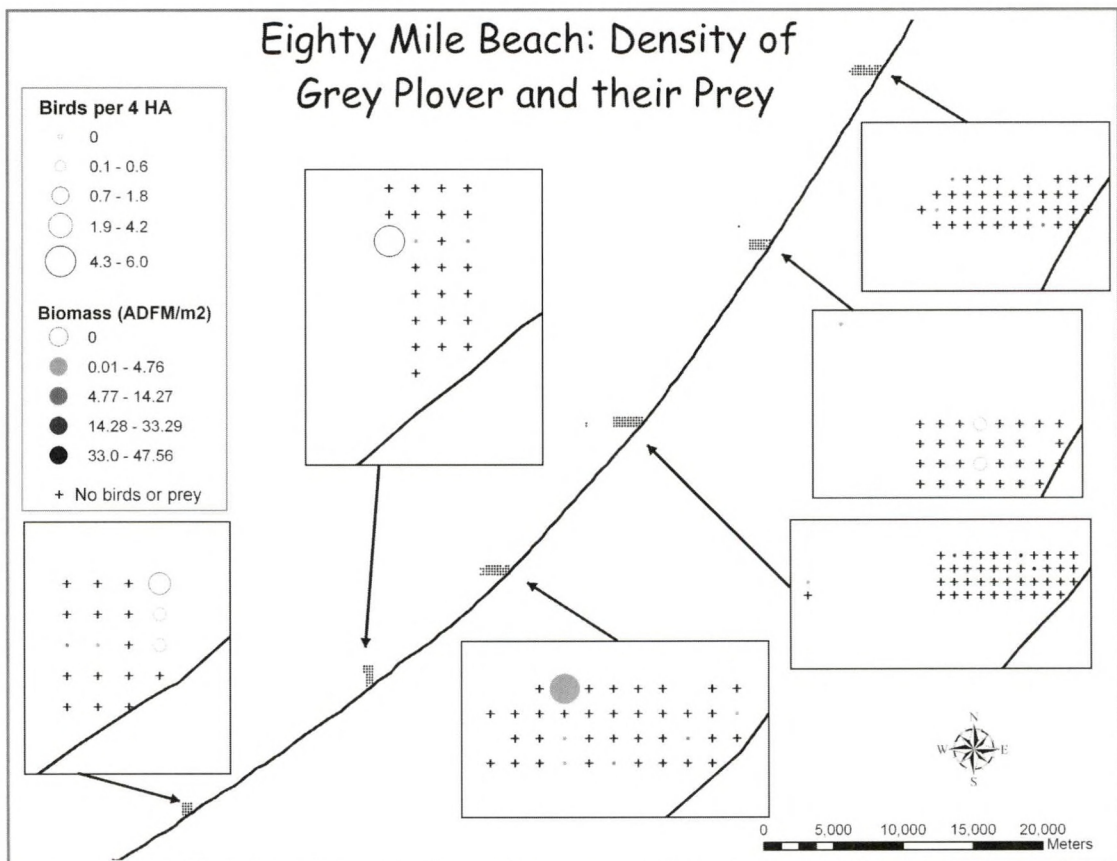 Eighty Mile Beach: Density of
Grey Plover and their Prey
Birds per 4 HA
0
0.1 - 0.6
0.7 - 1.8
1.9 - 4.2
4.3 - 6.0
Biomass (ADFM/m2)
0
0.01 - 4.76
4.77 - 14.27
14.28 - 33.29
33.0 - 47.56
+ No birds or prey
N
W E
S
0 5,000 10,000 15,000 20,000
Meters